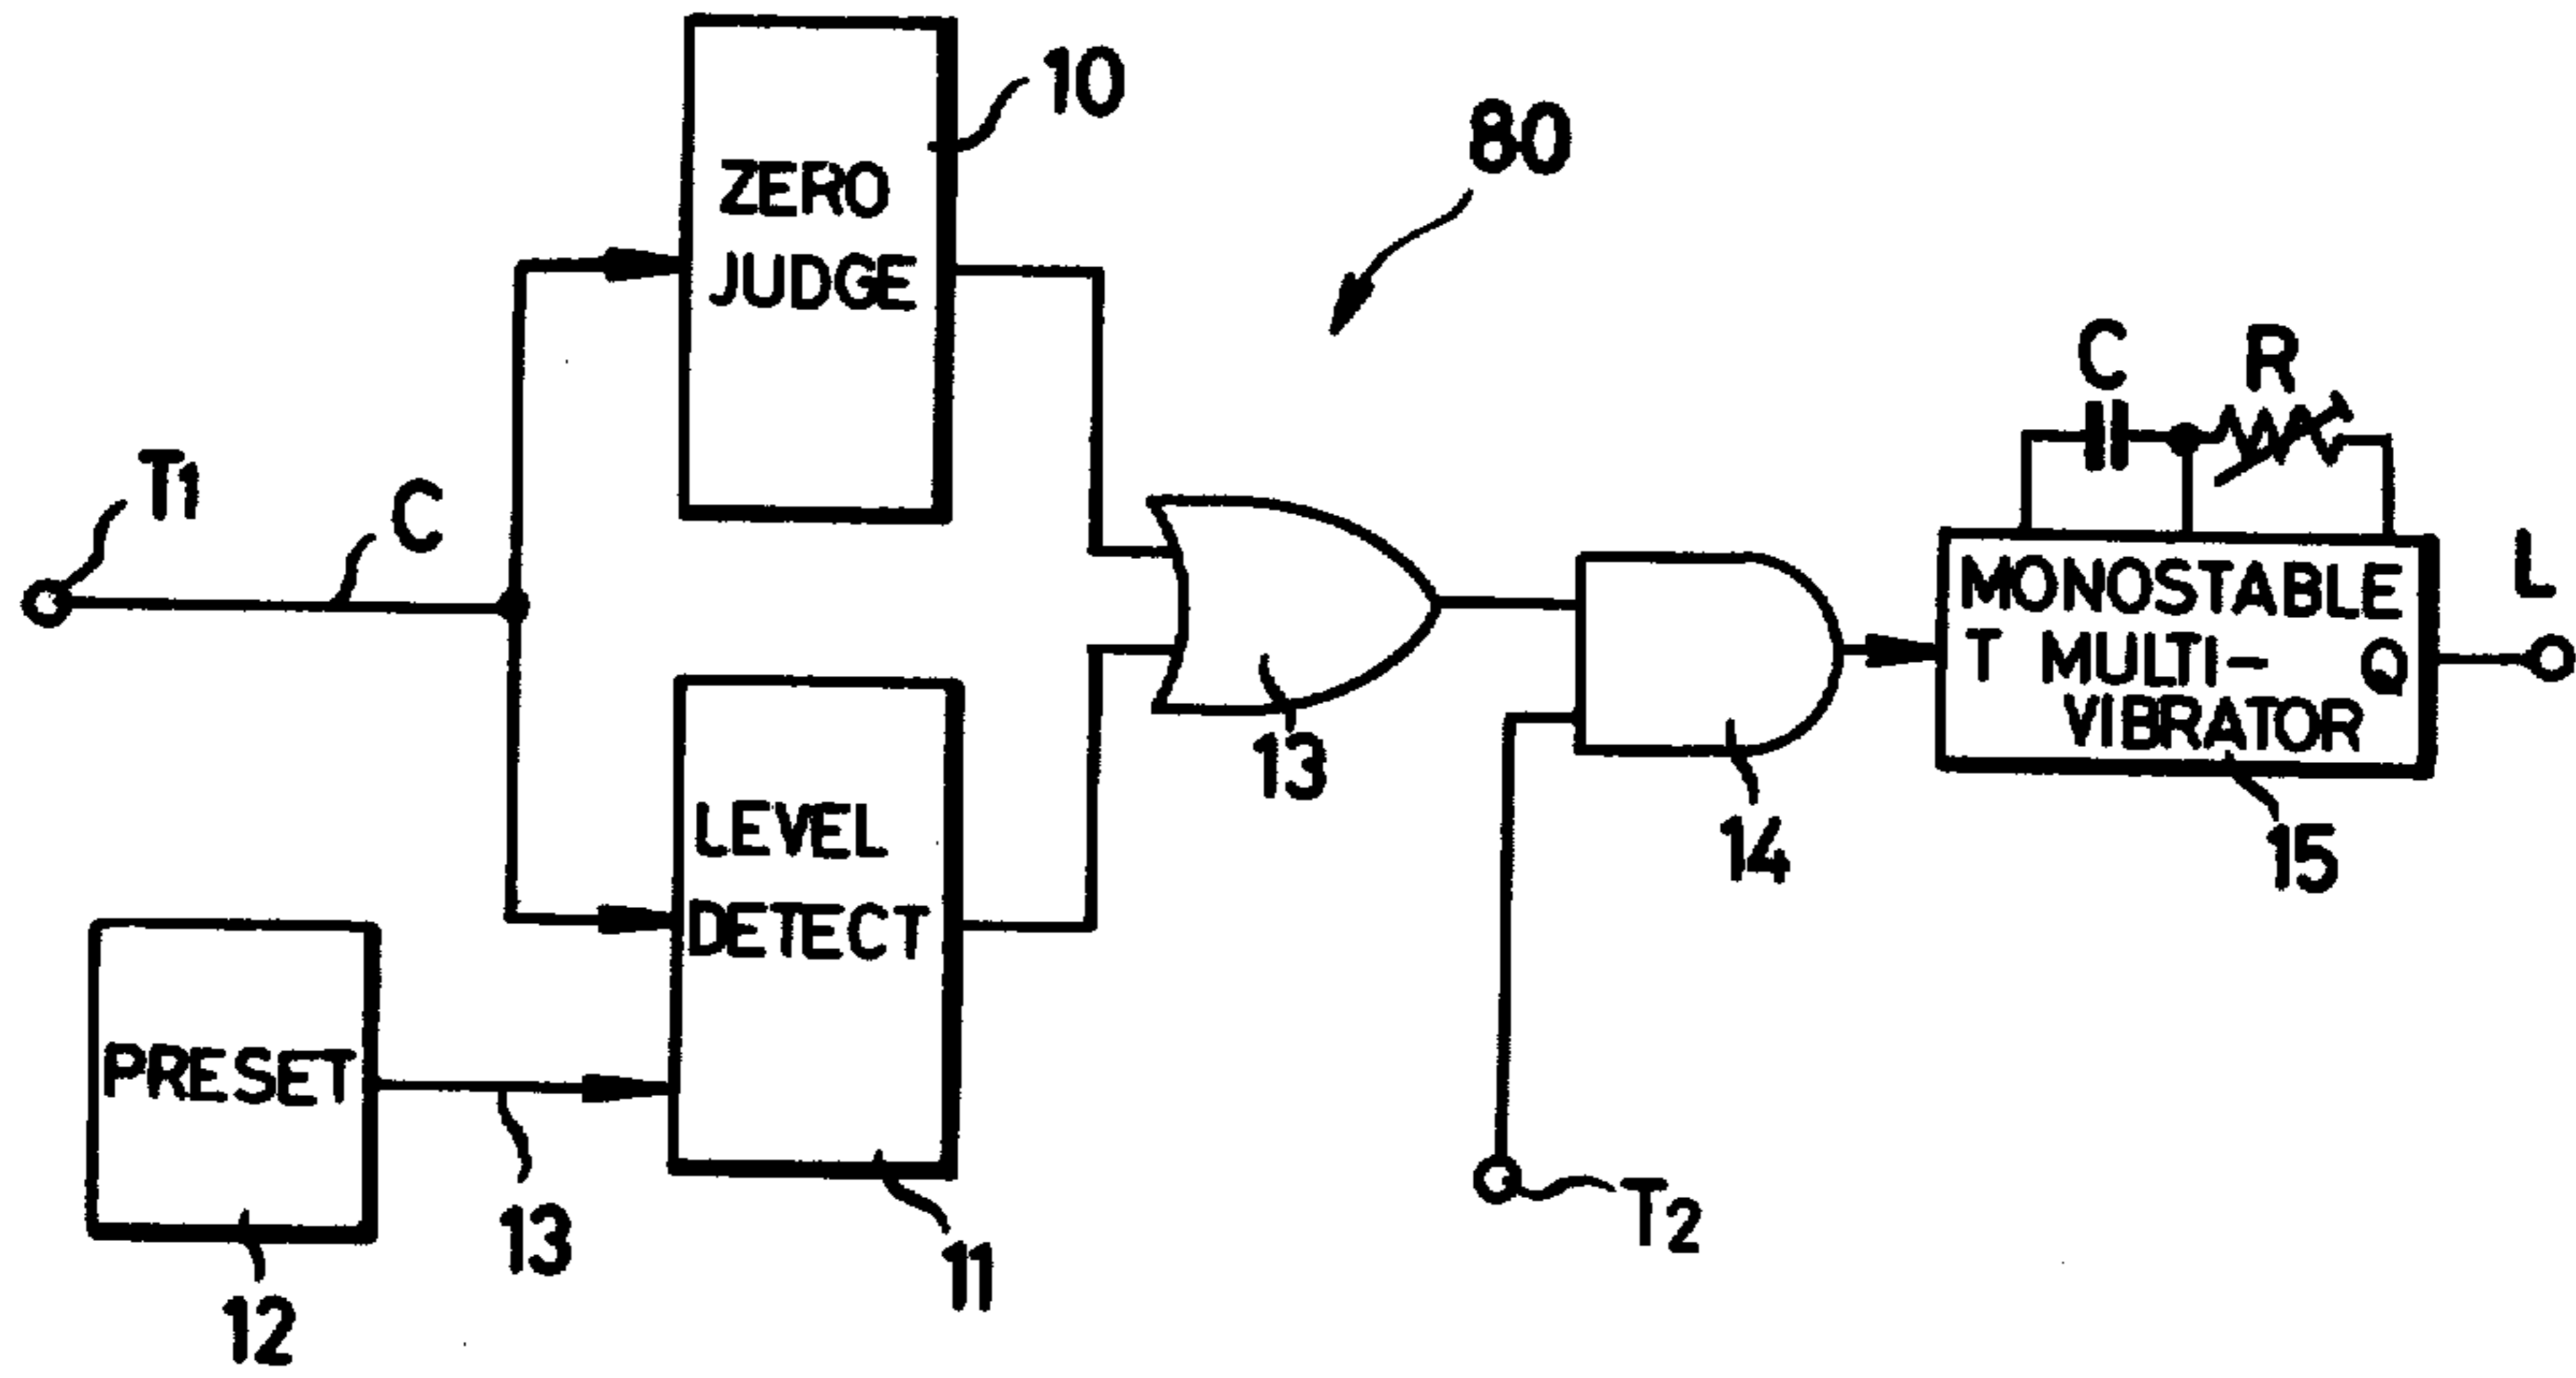 10
80
ZERO
JUDGE
C
R
T1
C
L
MONOSTABLE
T MULTI- Q
VIBRATOR
13
14
15
LEVEL
DETECT
PRESET
13
11
T2
12